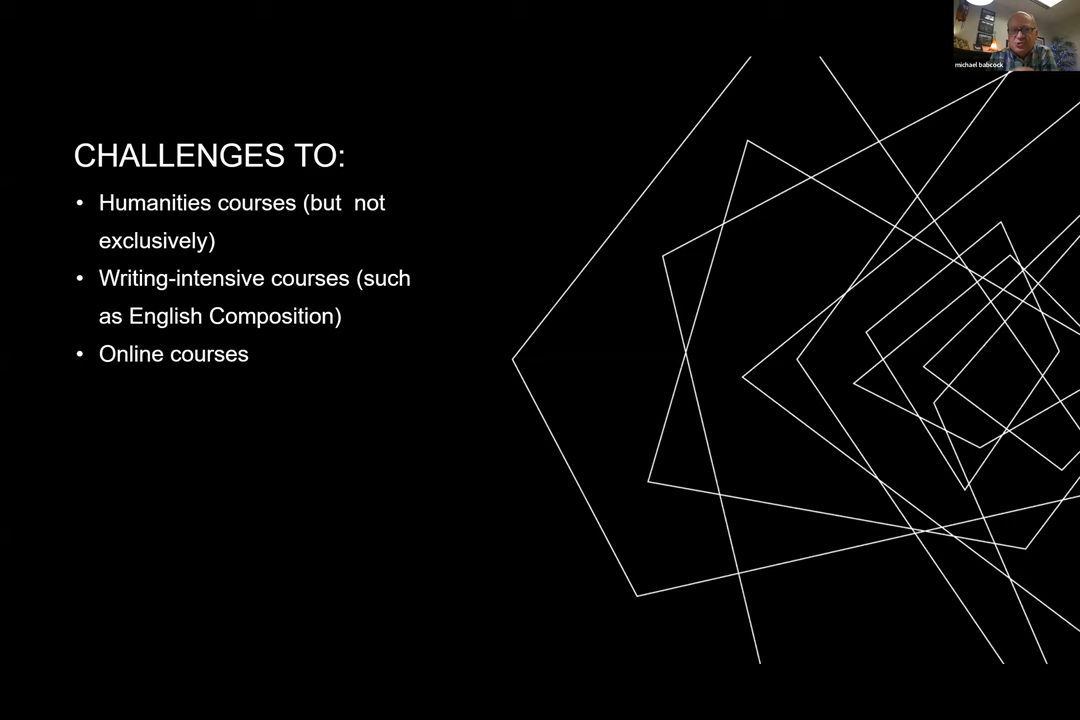 michael babcock
CHALLENGES TO:
• Humanities courses (but  not
exclusively)
• Writing-intensive courses (such
as English Composition)
• Online courses